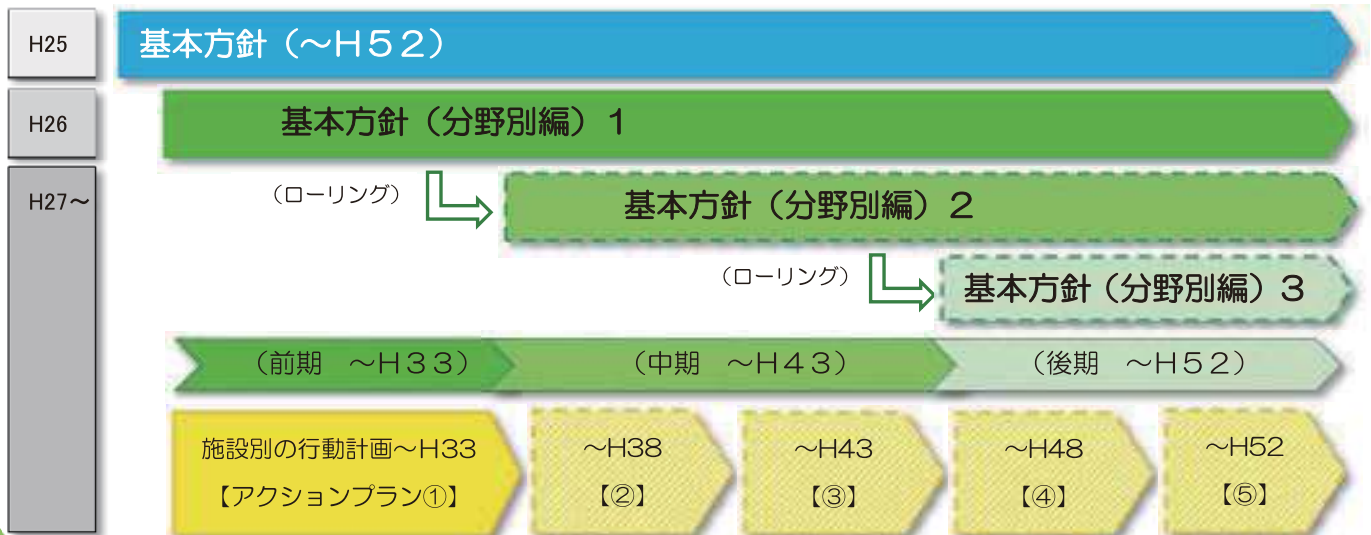 H25
基本方針（～H52）
H26
基本方針（分野別編）1
H27～
（ローリング）
基本方針（分野別編）2
（ローリング）
基本方針（分野別編）3
（前期　～H33）
（中期　～H43）
（後期　～H52）
施設別の行動計画～H33
【アクションプラン①】
～H38
【②】
～H43
【③】
～H48
【④】
～H52
【⑤】